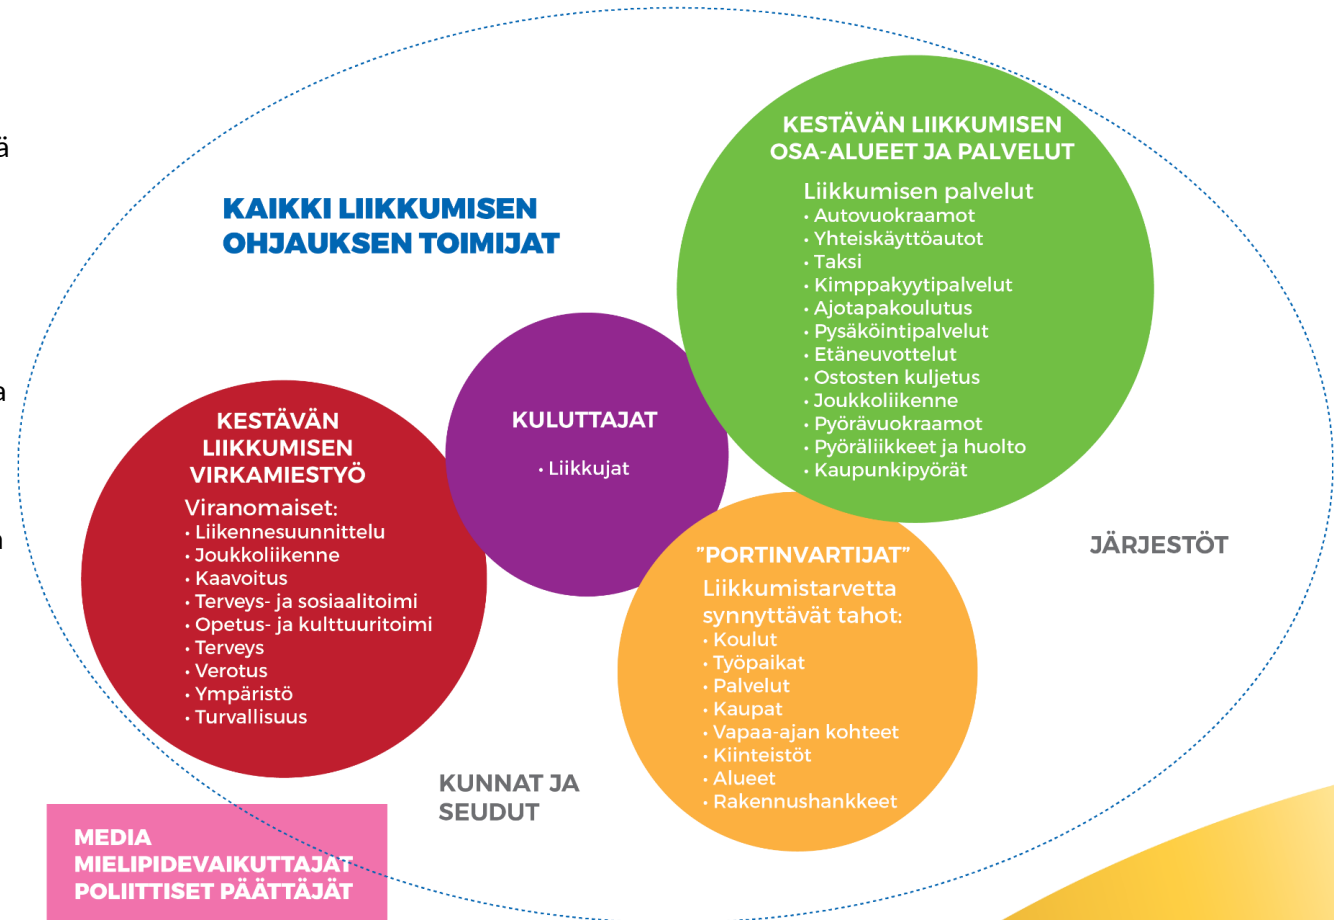 ä
a
n
KAIKKI LIIKKUMISEN
OHJAUKSEN TOIMIJAT
KESTÄVÄN LIIKKUMISEN
OSA-ALUEET JA PALVELUT
Liikkumisen palvelut
• Autovuokraamot
• Yhteiskäyttöautot
• Taksi
• Kimppakyytipalvelut
• Ajotapakoulutus
• Pysäköintipalvelut
• Etäneuvottelut
• Ostosten kuljetus
• Joukkoliikenne
• Pyörävuokraamot
• Pyöräliikkeet ja huolto
• Kaupunkipyörät
KULUTTAJAT
• Liikkujat
KESTÄVÄN
LIIKKUMISEN
VIRKAMIESTYÖ
Viranomaiset:
• Liikennesuunnittelu
• Joukkoliikenne
• Kaavoitus
• Terveys- ja sosiaalitoimi
• Opetus- ja kulttuuritoimi
• Terveys
• Verotus
• Ympäristö
• Turvallisuus
”PORTINVARTIJAT”
Liikkumistarvetta
synnyttävät tahot:
• Koulut
• Työpaikat
• Palvelut
• Kaupat
• Vapaa-ajan kohteet
• Kiinteistöt
• Alueet
• Rakennushankkeet
JÄRJESTÖT
KUNNAT JA
SEUDUT
MEDIA
MIELIPIDEVAIKUTTAJAT
POLIITTISET PÄÄTTÄJÄT